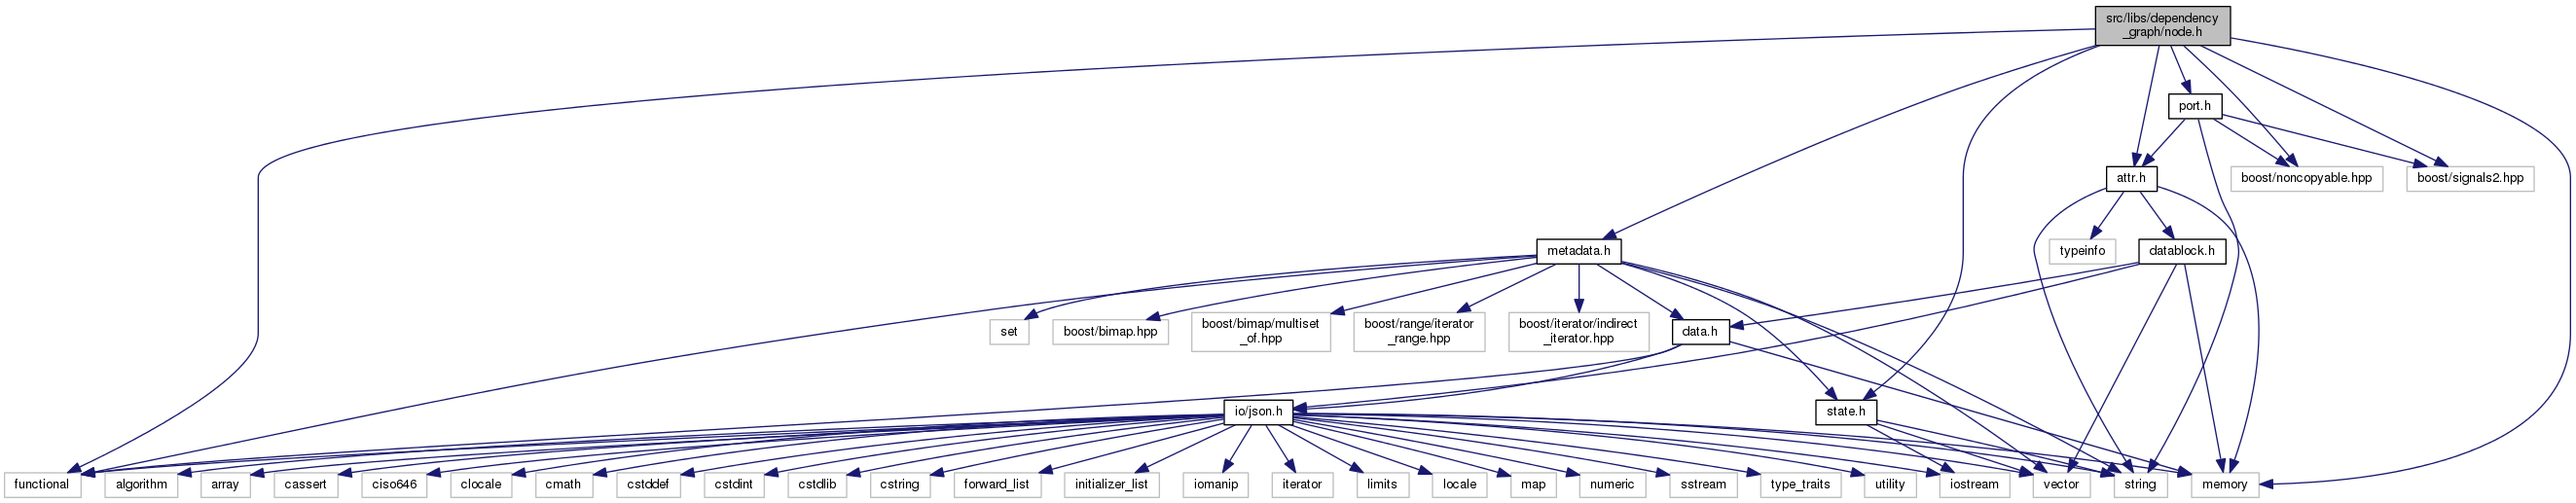 src/libs/dependency
_graph/node.h
port.h
attr.h
boost/noncopyable.hpp
boost/signals2.hpp
metadata.h
typeinfo
datablock.h
set
boost/bimap.hpp
boost/bimap/multiset
_of.hpp
boost/range/iterator
_range.hpp
boost/iterator/indirect
_iterator.hpp
data.h
io/json.h
state.h
functional
algorithm
array
cassert
ciso646
clocale
cmath
cstddef
cstdint
cstdlib
cstring
forward_list
initializer_list
iomanip
iterator
limits
locale
map
numeric
sstream
type_traits
utility
iostream
vector
string
memory